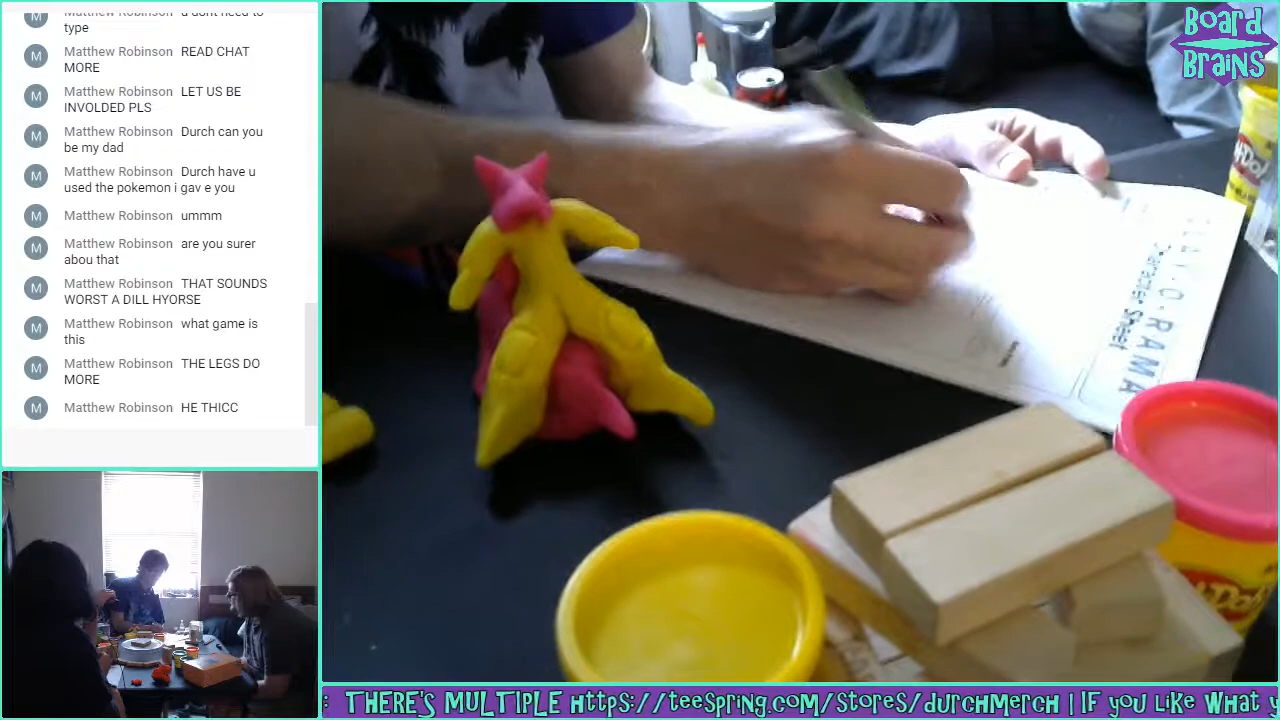 Matthew Robinson u dont need to
type
Matthew Robinson READ CHAT
MORE
Matthew Robinson LET US BE
INVOLDED PLS
Matthew Robinson Durch can you
be my dad
Matthew Robinson Durch have u
used the pokemon i gav e you
Matthew Robinson ummm
Matthew Robinson are you surer
abou that
Matthew Robinson THAT SOUNDS
WORST A DILL HYORSE
Matthew Robinson what game is
this
Matthew Robinson THE LEGS DO
MORE
Matthew Robinson HE THICC
M
M
M
M
M
M
M
M
M
M
M
Board
Brains
RAMA
Character Sheet
: THERE'S MULTIPLE https://teespring.com/stores/durchmerch | IF you LIKE WHAT y